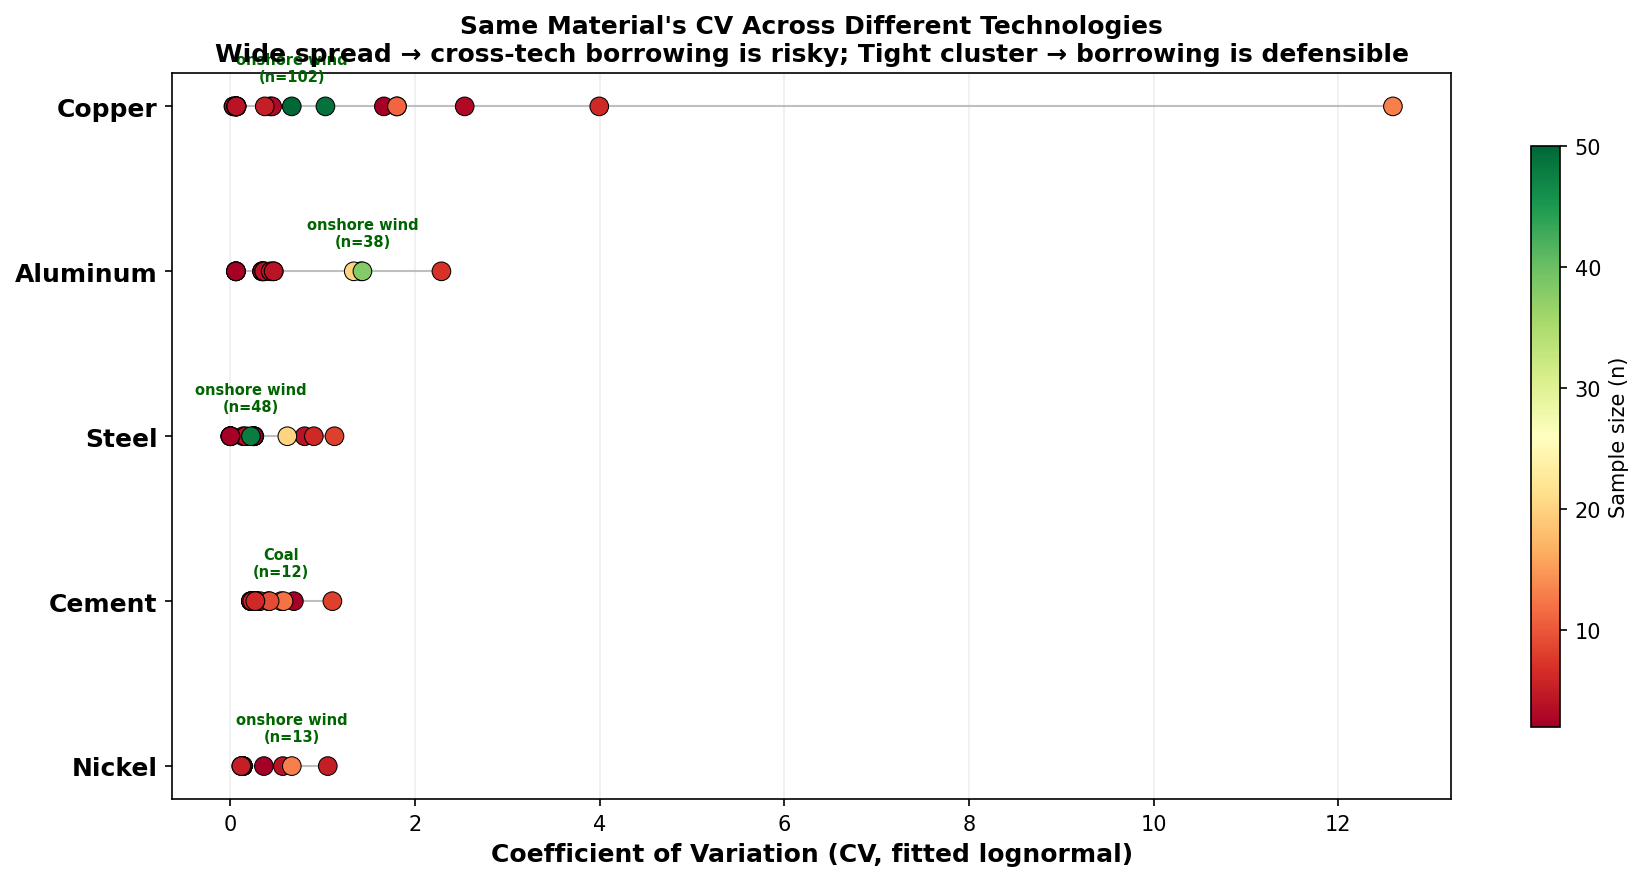 Same Material's CV Across Different Technologies
Wide spread → cross-tech borrowing is risky; Tight cluster → borrowing is defensible
onshore wind
(n=102)
Copper
onshore wind
(n=38)
Aluminum
onshore wind
(n=48)
Steel
Coal
(n=12)
Cement
onshore wind
(n=13)
Nickel
0 2 4 6 8 10 12
Coefficient of Variation (CV, fitted lognormal)
50
40
30
20
10
Sample size (n)